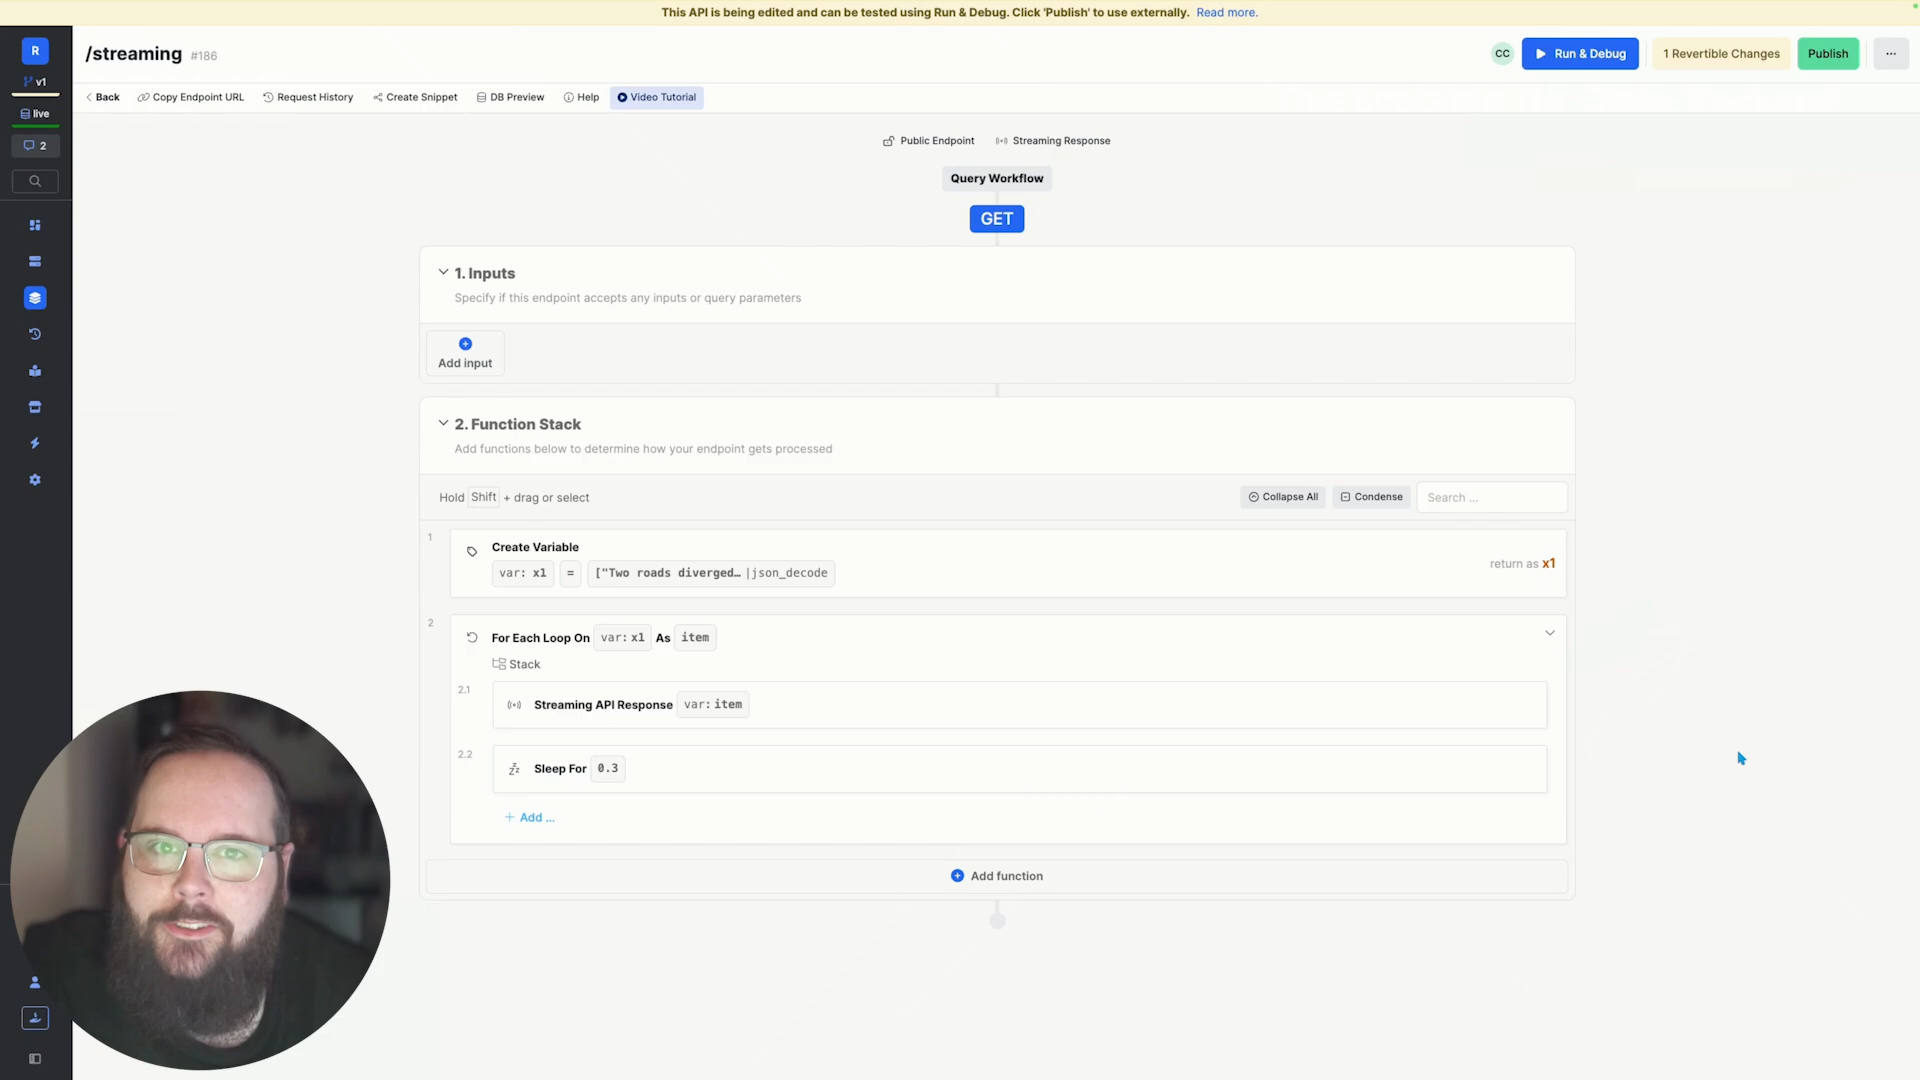 This API is being edited and can be tested using Run & Debug. Click 'Publish' to use externally. Read more.
R
/streaming #186
CC
Run & Debug
1 Revertible Changes
Publish
...
v1
Back
Copy Endpoint URL
Request History
Create Snippet
DB Preview
Help
Video Tutorial
live
2
Public Endpoint
Streaming Response
Query Workflow
GET
1. Inputs
Specify if this endpoint accepts any inputs or query parameters
Add input
2. Function Stack
Add functions below to determine how your endpoint gets processed
Hold Shift + drag or select
Collapse All
Condense
Search ...
1
Create Variable
var: x1 = ["Two roads diverged… |json_decode
return as x1
2
For Each Loop On var: x1 As item
Stack
2.1
Streaming API Response var: item
2.2
Sleep For 0.3
+ Add ...
Add function